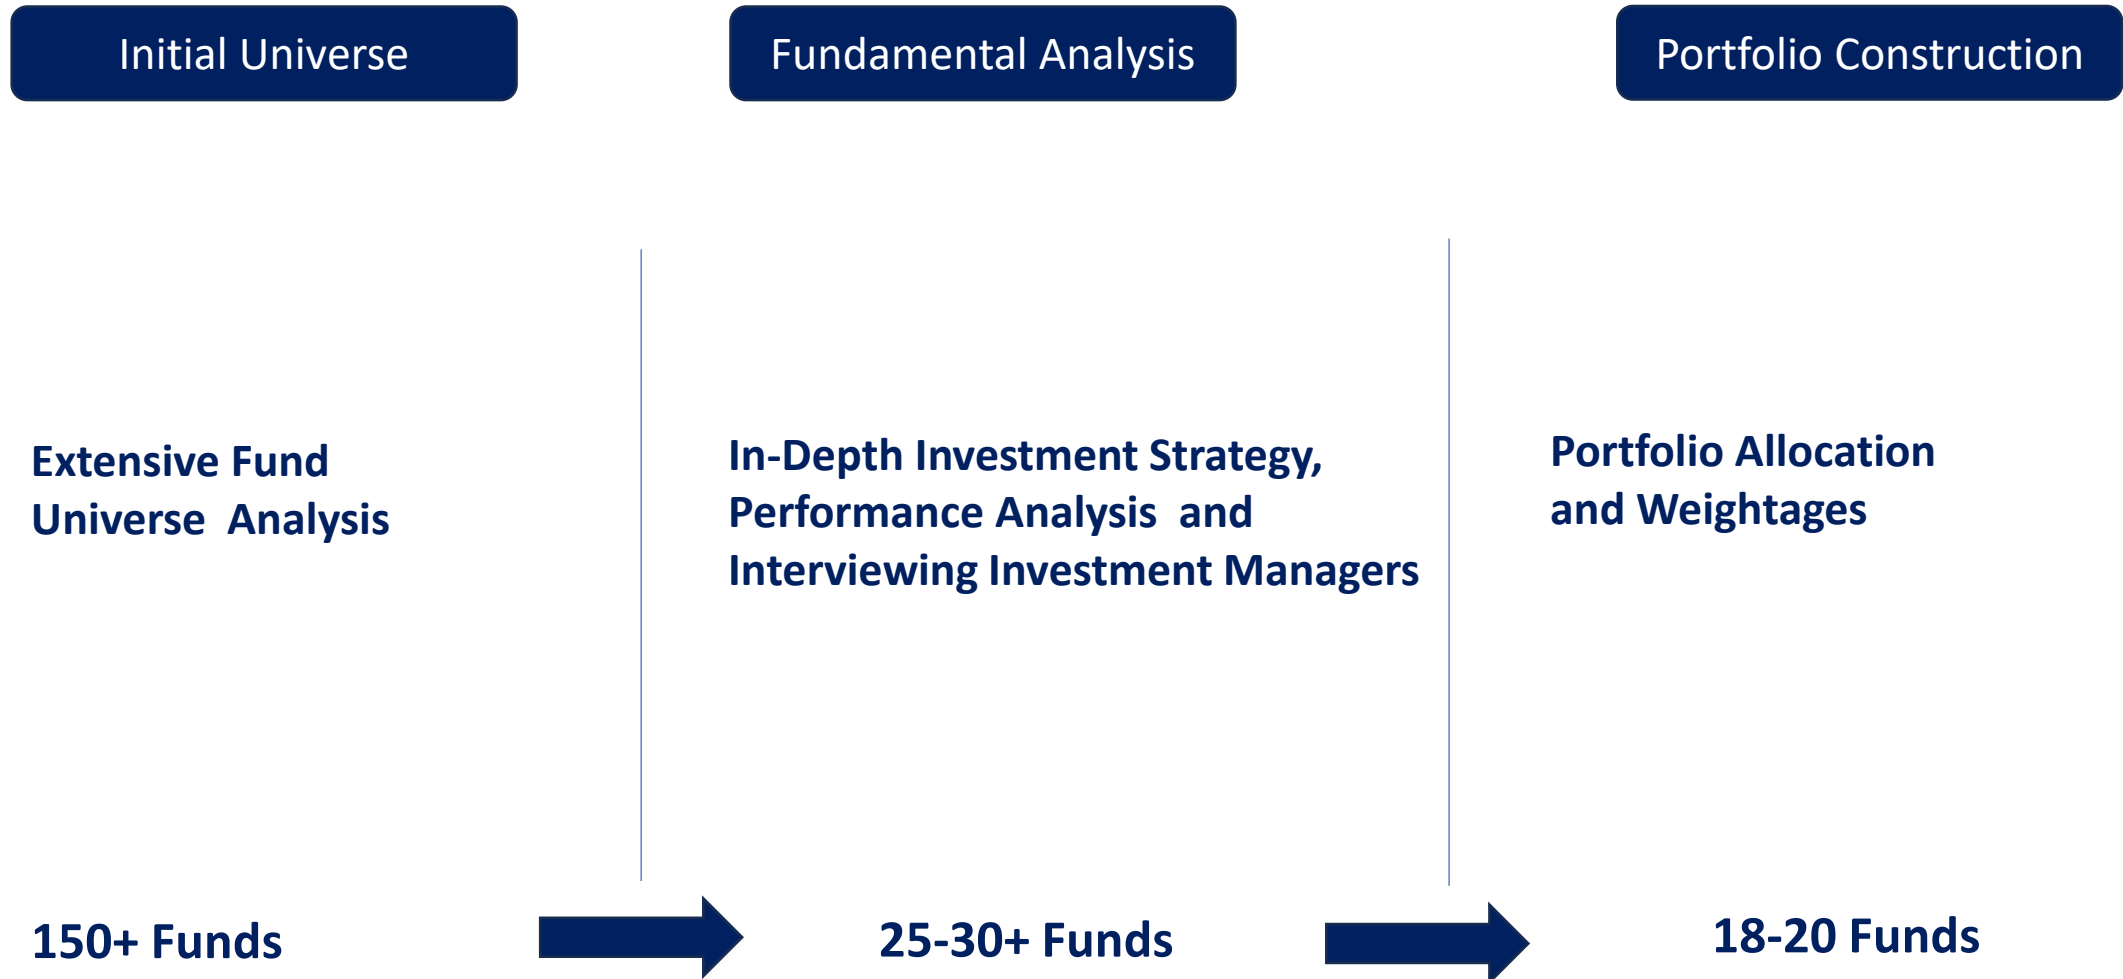 Initial Universe
Fundamental Analysis
Portfolio Construction
Extensive Fund
Universe  Analysis
In-Depth Investment Strategy,
Performance Analysis  and
Interviewing Investment Managers
Portfolio Allocation
and Weightages
150+ Funds
25-30+ Funds
18-20 Funds